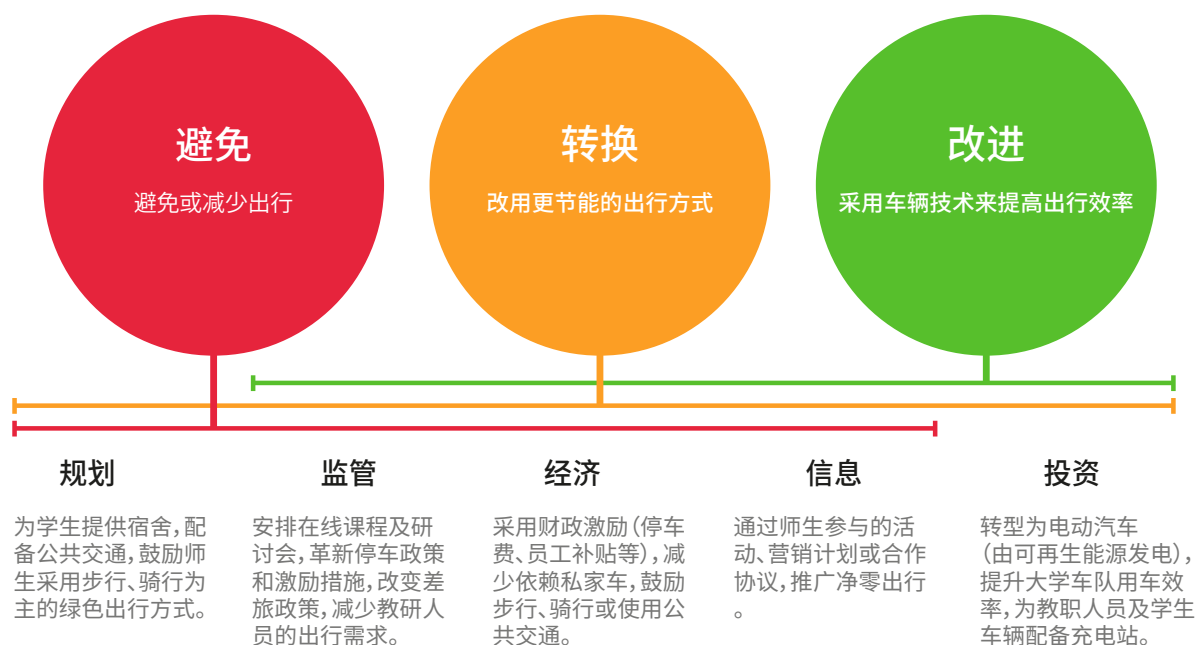 避免
避免或减少出行
转换
改用更节能的出行方式
改进
采用车辆技术来提高出行效率
规划
为学生提供宿舍，配
备公共交通，鼓励师
生采用步行、骑行为
主的绿色出行方式。
监管
安排在线课程及研
讨会，革新停车政策
和激励措施，改变差
旅政策，减少教研人
员的出行需求。
经济
采用财政激励（停车
费、员工补贴等），减
少依赖私家车，鼓励
步行、骑行或使用公
共交通。
信息
通过师生参与的活
动、营销计划或合作
协议，推广净零出行
。
投资
转型为电动汽车
（由可再生能源发电），
提升大学车队用车效
率，为教职人员及学生
车辆配备充电站。